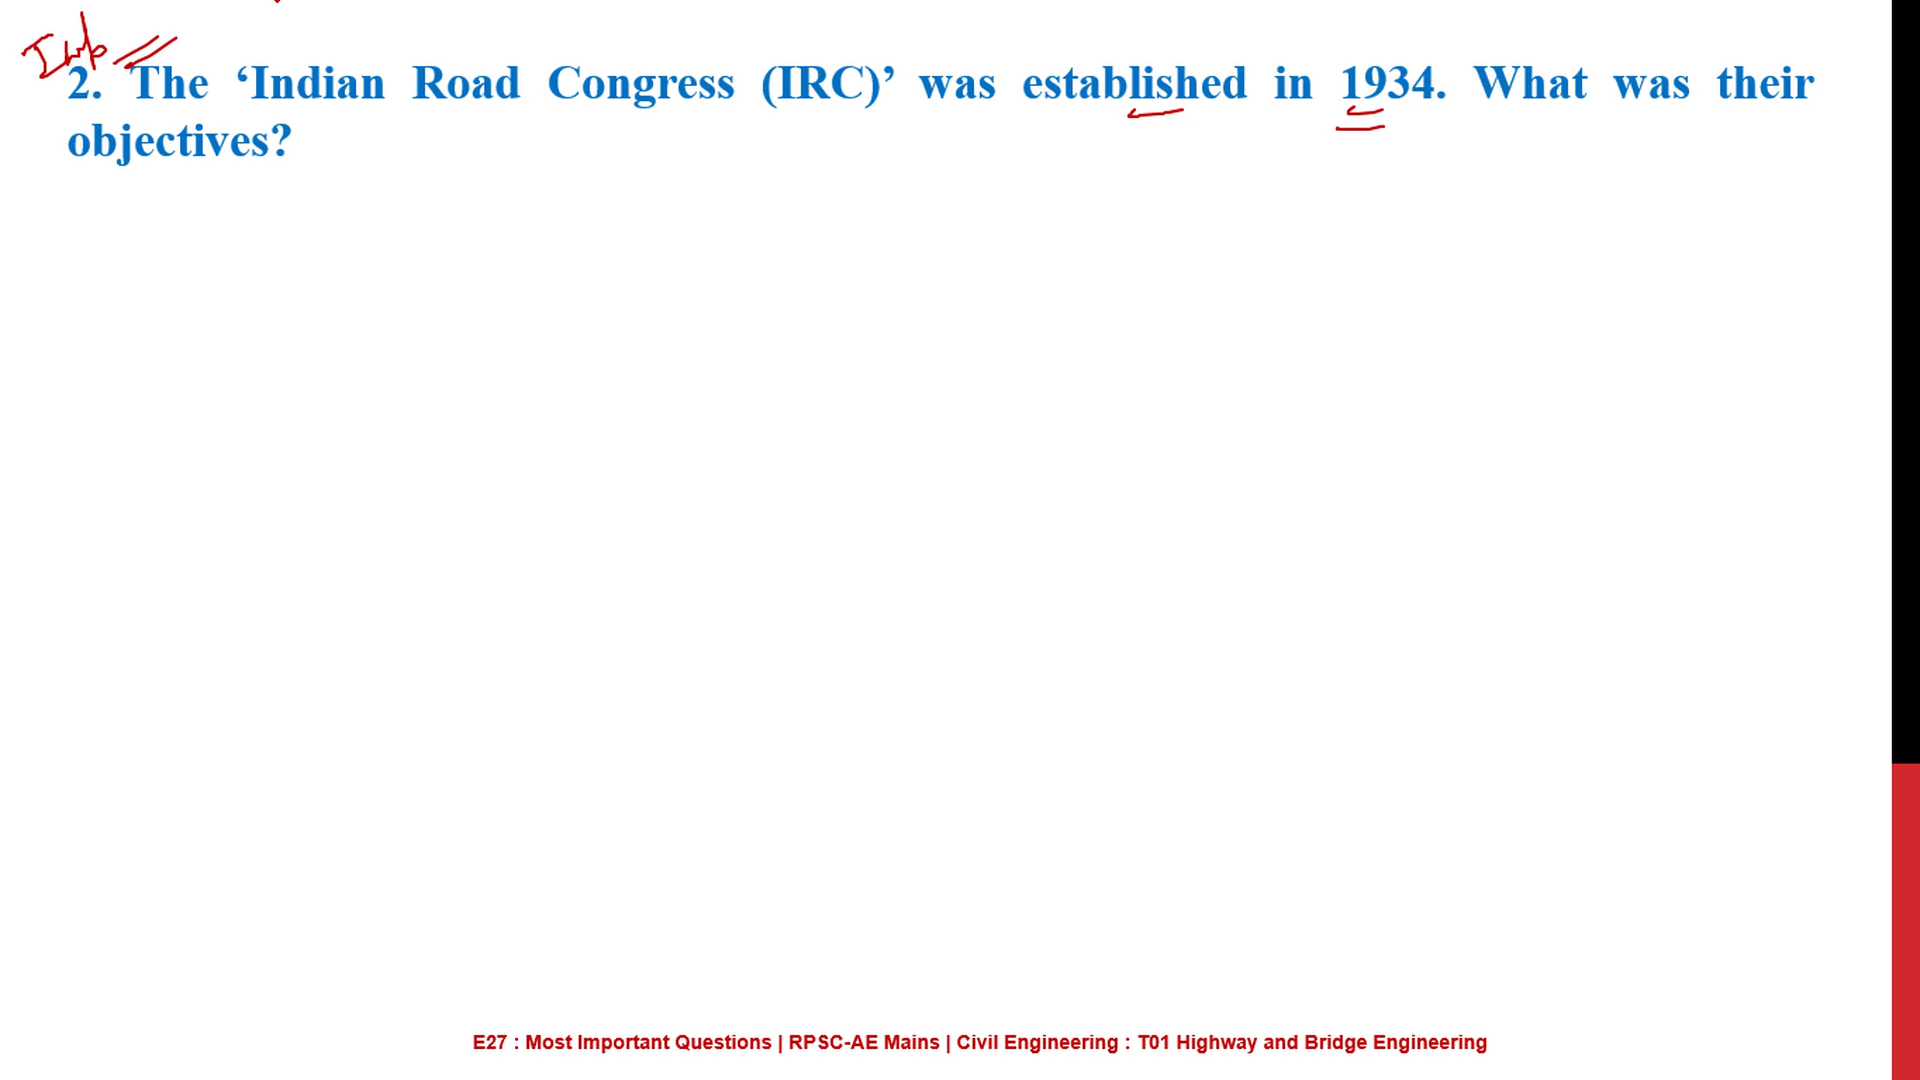 Imp
2. The ‘Indian Road Congress (IRC)’ was established in 1934. What was their
objectives?
E27 : Most Important Questions | RPSC-AE Mains | Civil Engineering : T01 Highway and Bridge Engineering